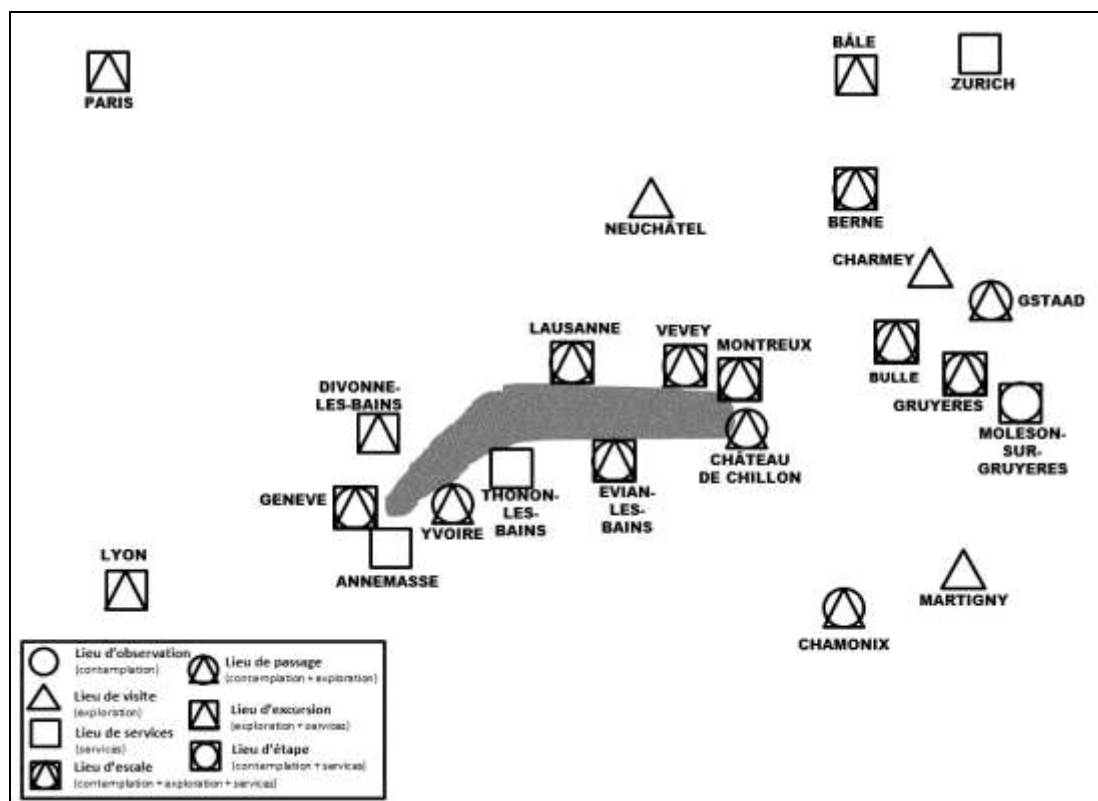 PARIS
BÂLE
ZURICH
NEUCHÂTEL
BERNE
CHARMEY
GSTAAD
LAUSANNE
VEVEY
MONTREUX
BULLE
GRUYERES
MOLESON-
SUR-
GRUYERES
DIVONNE-
LES-BAINS
CHÂTEAU
DE CHILLON
GENEVE
YVOIRE
THONON-
LES-
BAINS
EVIAN-
LES-
BAINS
ANNEMASSE
LYON
MARTIGNY
CHAMONIX
Lieu d'observation
(contemplation)
Lieu de visite
(exploration)
Lieu de services
(services)
Lieu d'escale
(contemplation + exploration + services)
Lieu de passage
(contemplation + exploration)
Lieu d'excursion
(exploration + services)
Lieu d'étape
(contemplation + services)